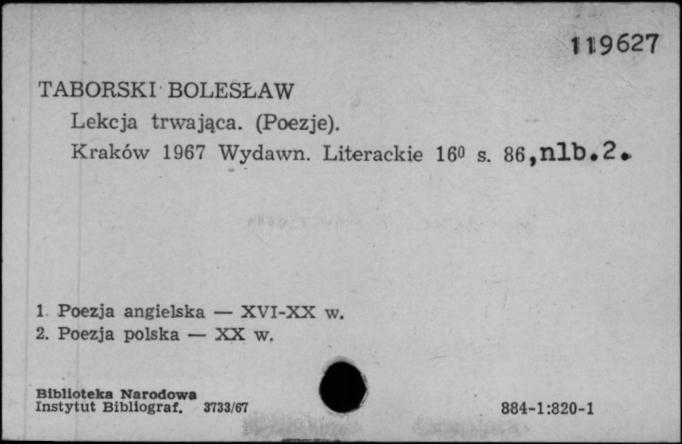 119627
TABORSKI BOLESŁAW
Lekcja trwająca. (Poezje).
Kraków 1967 Wydawn. Literackie 16⁰ s. 86,nlb.2.
1. Poezja angielska — XVI-XX w.
2. Poezja polska — XX w.
Biblioteka Narodowa
Instytut Bibliograf. 3733/67
884-1:820-1